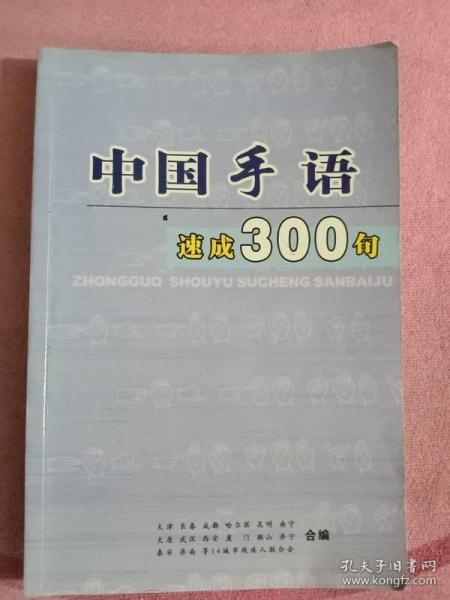 中国手语
速成300句
ZHONGGUO SHOUYU SUCHENG SANBAIJU
天津 长春 成都 哈尔滨 昆明 南宁
太原 武汉 西安 厦门 鞍山 济宁 合编
泰安 济南 等14城市残疾人联合会
孔夫子旧书网